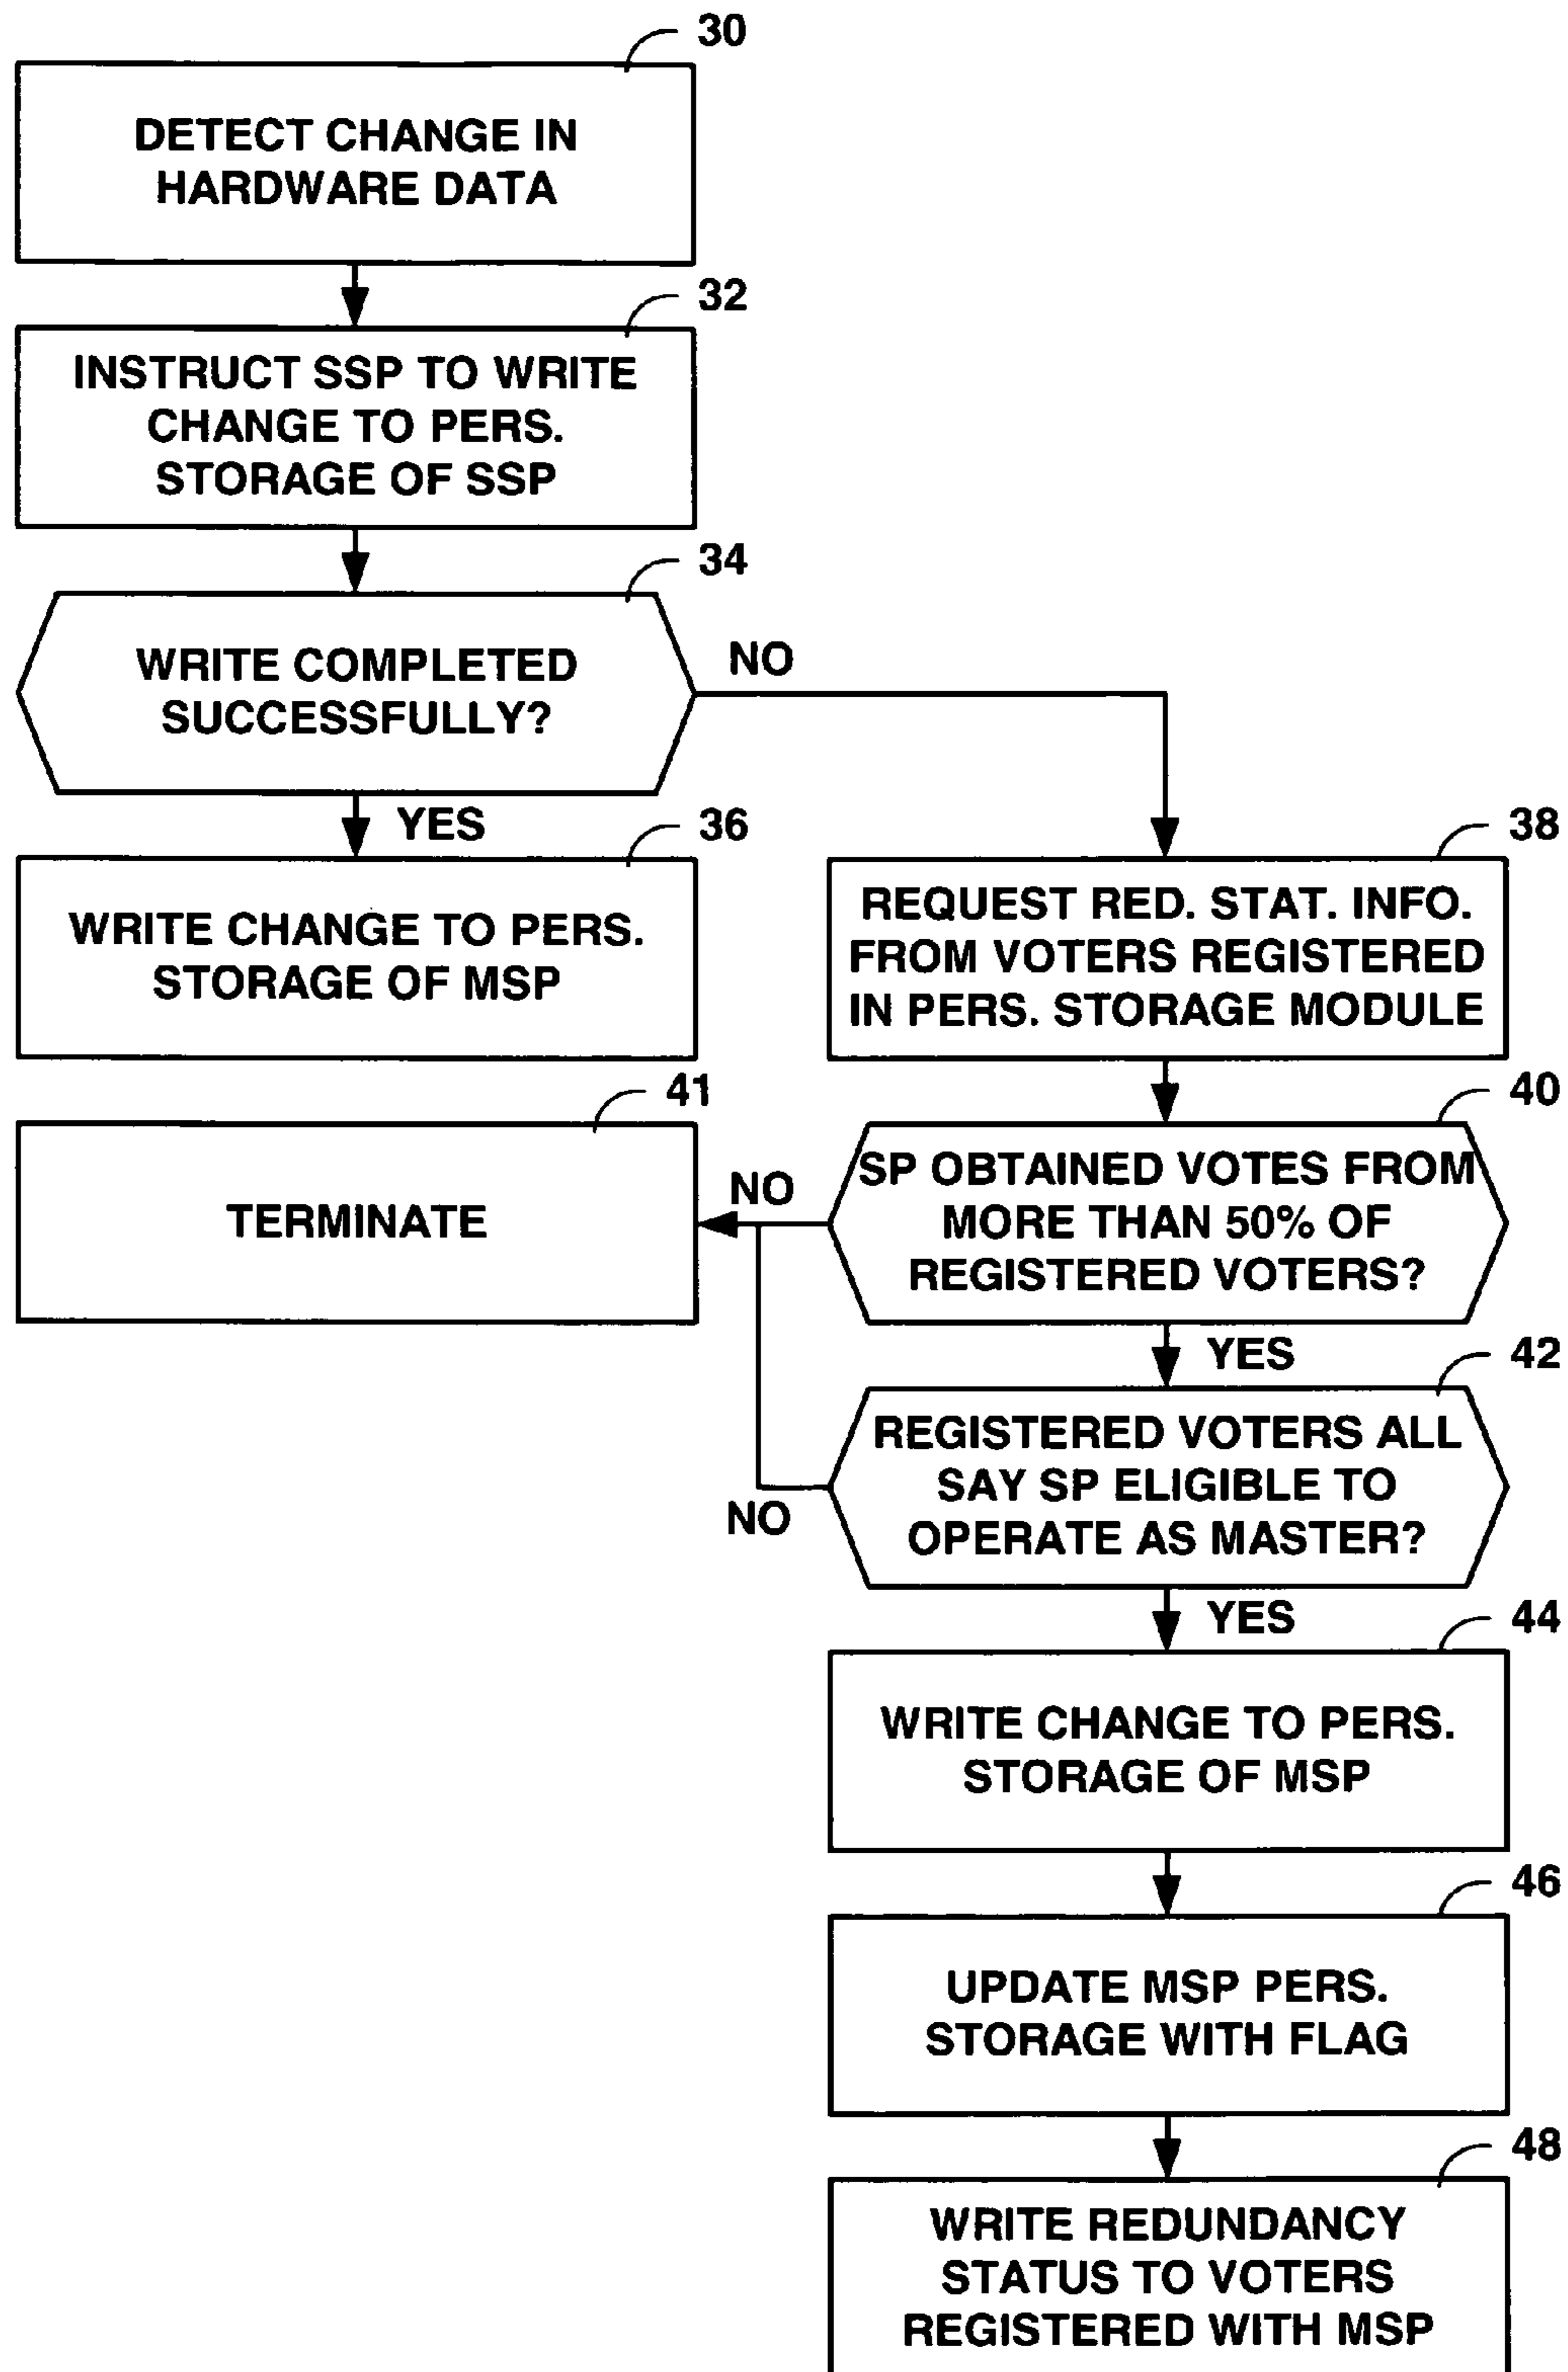 30
DETECT CHANGE IN
HARDWARE DATA
32
INSTRUCT SSP TO WRITE
CHANGE TO PERS.
STORAGE OF SSP
34
WRITE COMPLETED
SUCCESSFULLY?
NO
YES
36
WRITE CHANGE TO PERS.
STORAGE OF MSP
38
REQUEST RED. STAT. INFO.
FROM VOTERS REGISTERED
IN PERS. STORAGE MODULE
41
TERMINATE
40
SP OBTAINED VOTES FROM
MORE THAN 50% OF
REGISTERED VOTERS?
NO
YES
42
REGISTERED VOTERS ALL
SAY SP ELIGIBLE TO
OPERATE AS MASTER?
NO
YES
44
WRITE CHANGE TO PERS.
STORAGE OF MSP
46
UPDATE MSP PERS.
STORAGE WITH FLAG
48
WRITE REDUNDANCY
STATUS TO VOTERS
REGISTERED WITH MSP